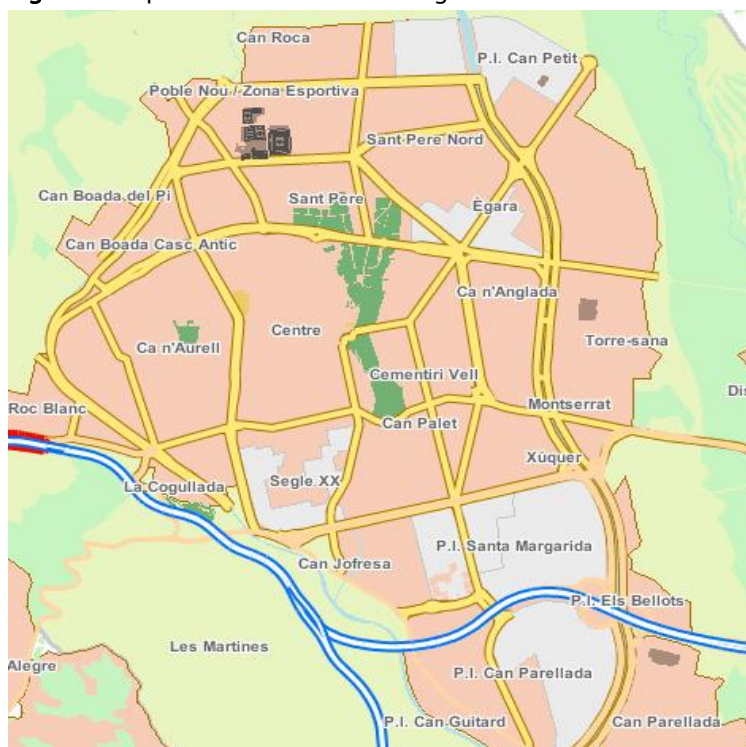 Can Roca
P.I. Can Petit
Poble Nou / Zona Esportiva
Sant Pere Nord
Can Boada del Pi
Sant Pere
Ègara
Can Boada Casc Antic
Ca n'Anglada
Centre
Ca n'Aurell
Torre-sana
Cementiri Vell
Roc Blanc
Montserrat
Can Palet
Xúquer
La Cogullada
Segle XX
P.I. Santa Margarida
Can Jofresa
P.I. Els Bellots
Les Martines
Alegre
P.I. Can Parellada
P.I. Can Guitard
Can Parellada